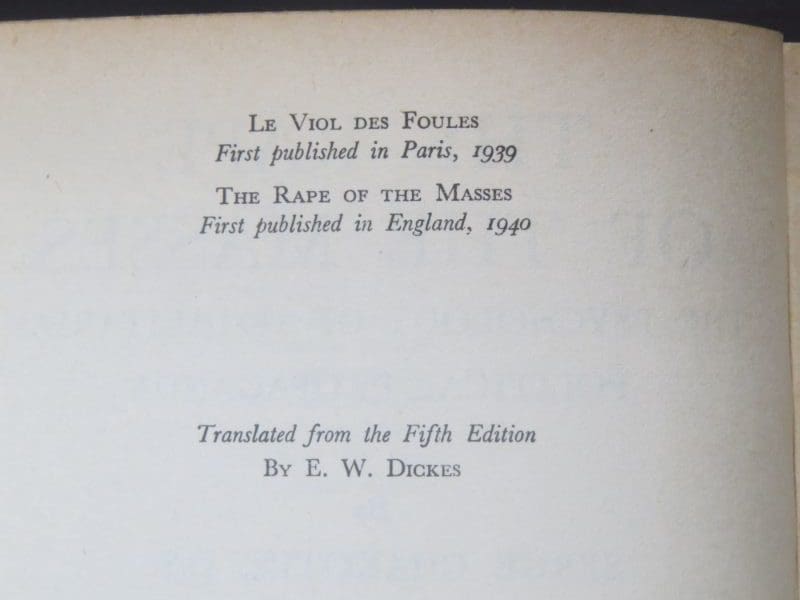 Le Viol des Foules
First published in Paris, 1939
The Rape of the Masses
First published in England, 1940
Translated from the Fifth Edition
By E. W. Dickes